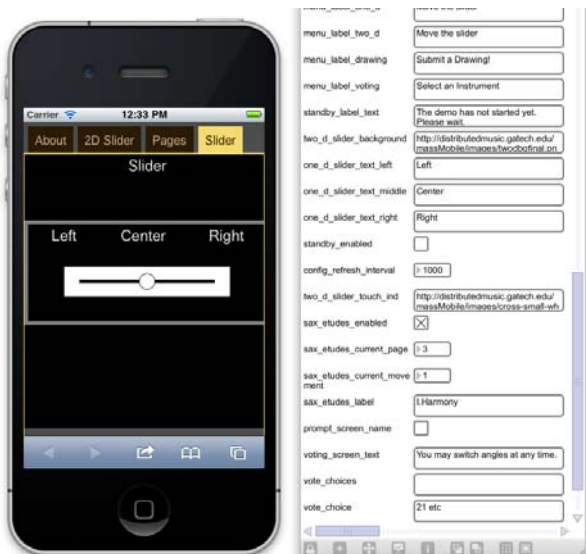 Carrier
12:33 PM
About
2D Slider
Pages
Slider
Slider
Left
Center
Right
menu_label_two_d
Move the slider
menu_label_drawing
Submit a Drawing!
menu_label_voting
Select an Instrument
standby_label_text
The demo has not started yet.
Please wait.
two_d_slider_background
http://distributedmusic.gatech.edu/
massMobile/images/twodbgfinal.pn
one_d_slider_text_left
Left
one_d_slider_text_middle
Center
one_d_slider_text_right
Right
standby_enabled
config_refresh_interval
1000
two_d_slider_touch_ind
http://distributedmusic.gatech.edu/
massMobile/images/cross-small-wh
sax_etudes_enabled
sax_etudes_current_page
3
sax_etudes_current_move
ment
1
sax_etudes_label
I.Harmony
prompt_screen_name
voting_screen_text
You may switch angles at any time.
vote_choices
vote_choice
21 etc